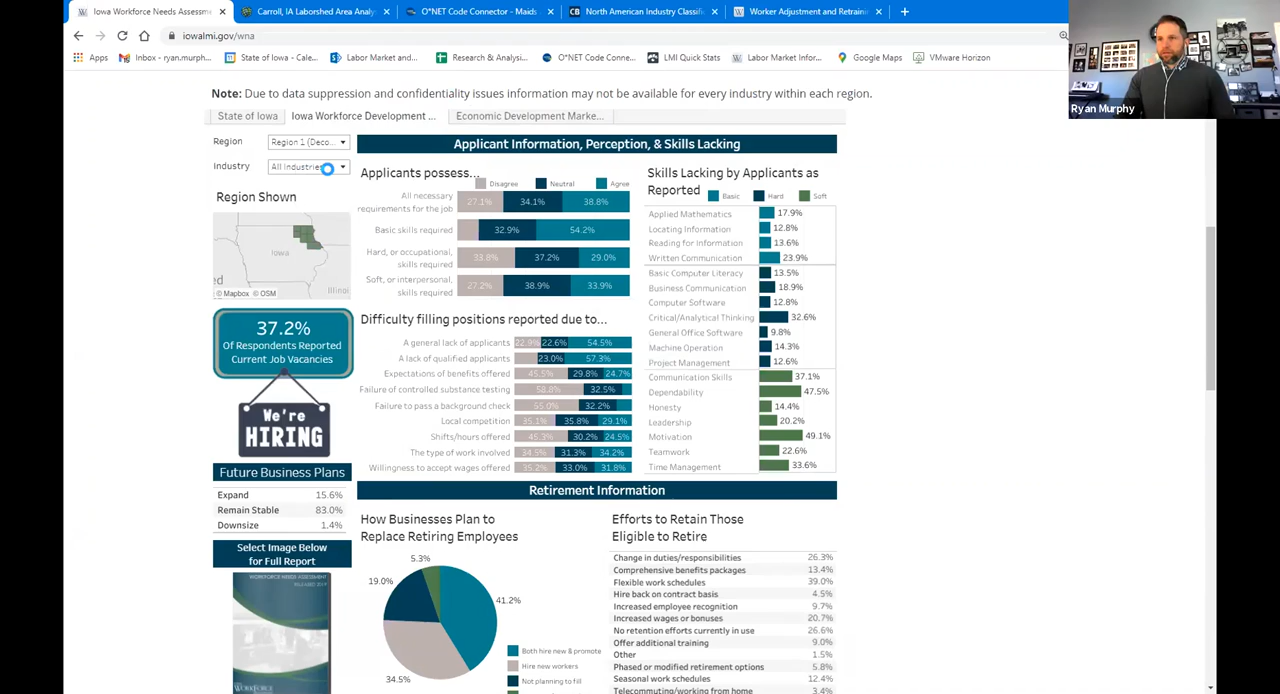 Iowa Workforce Needs Assessm
Carroll, IA Laborshed Area Analy
O*NET Code Connector - Maids
North American Industry Classifi
Worker Adjustment and Retraini
iowalmi.gov/wna
Apps
Inbox - ryan.murph...
State of Iowa - Cale...
Labor Market and...
Research & Analysi...
O*NET Code Conne...
LMI Quick Stats
Labor Market Infor...
Google Maps
VMware Horizon
Ryan Murphy
Note: Due to data suppression and confidentiality issues information may not be available for every industry within each region.
State of Iowa
Iowa Workforce Development ...
Economic Development Marke...
Region
Region 1 (Deco...
Industry
All Industries
Region Shown
Iowa
Illinois
© Mapbox © OSM
37.2%
Of Respondents Reported
Current Job Vacancies
We're
HIRING
Future Business Plans
Expand 15.6%
Remain Stable 83.0%
Downsize 1.4%
Select Image Below
for Full Report
WORKFORCE NEEDS ASSESSMENT
Applicant Information, Perception, & Skills Lacking
Applicants possess...
Disagree Neutral Agree
All necessary
requirements for the job 27.1% 34.1% 38.8%
Basic skills required 32.9% 54.2%
Hard, or occupational,
skills required 33.8% 37.2% 29.0%
Soft, or interpersonal,
skills required 27.2% 38.9% 33.9%
Difficulty filling positions reported due to...
A general lack of applicants 22.9% 22.6% 54.5%
A lack of qualified applicants 23.0% 57.3%
Expectations of benefits offered 45.5% 29.8% 24.7%
Failure of controlled substance testing 58.8% 32.5%
Failure to pass a background check 55.0% 32.2%
Local competition 35.1% 35.8% 29.1%
Shifts/hours offered 45.3% 30.2% 24.5%
The type of work involved 34.5% 31.3% 34.2%
Willingness to accept wages offered 35.2% 33.0% 31.8%
Skills Lacking by Applicants as
Reported
Basic Hard Soft
Applied Mathematics 17.9%
Locating Information 12.8%
Reading for Information 13.6%
Written Communication 23.9%
Basic Computer Literacy 13.5%
Business Communication 18.9%
Computer Software 12.8%
Critical/Analytical Thinking 32.6%
General Office Software 9.8%
Machine Operation 14.3%
Project Management 12.6%
Communication Skills 37.1%
Dependability 47.5%
Honesty 14.4%
Leadership 20.2%
Motivation 49.1%
Teamwork 22.6%
Time Management 33.6%
Retirement Information
How Businesses Plan to
Replace Retiring Employees
5.3%
19.0%
41.2%
34.5%
Both hire new & promote
Hire new workers
Not planning to fill
Efforts to Retain Those
Eligible to Retire
Change in duties/responsibilities 26.3%
Comprehensive benefits packages 13.4%
Flexible work schedules 39.0%
Hire back on contract basis 4.5%
Increased employee recognition 9.7%
Increased wages or bonuses 20.7%
No retention efforts currently in use 26.6%
Offer additional training 9.0%
Other 1.5%
Phased or modified retirement options 5.8%
Seasonal work schedules 12.4%
Telecommuting/working from home 3.4%